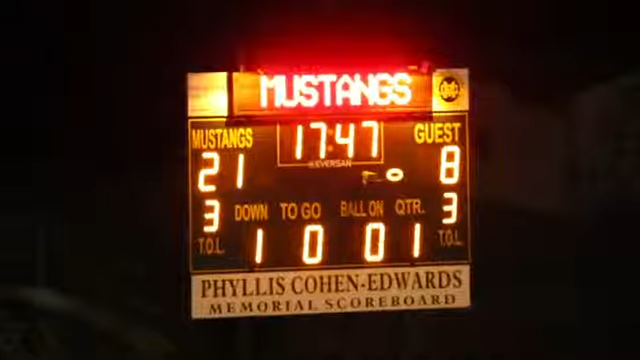 MUSTANGS
MUSTANGS 17:47 GUEST
EVERSAN
21 8
3 DOWN TO GO BALL ON QTR. 3
T.O.L. 1 0 0 1 T.O.L.
PHYLLIS COHEN-EDWARDS
MEMORIAL SCOREBOARD